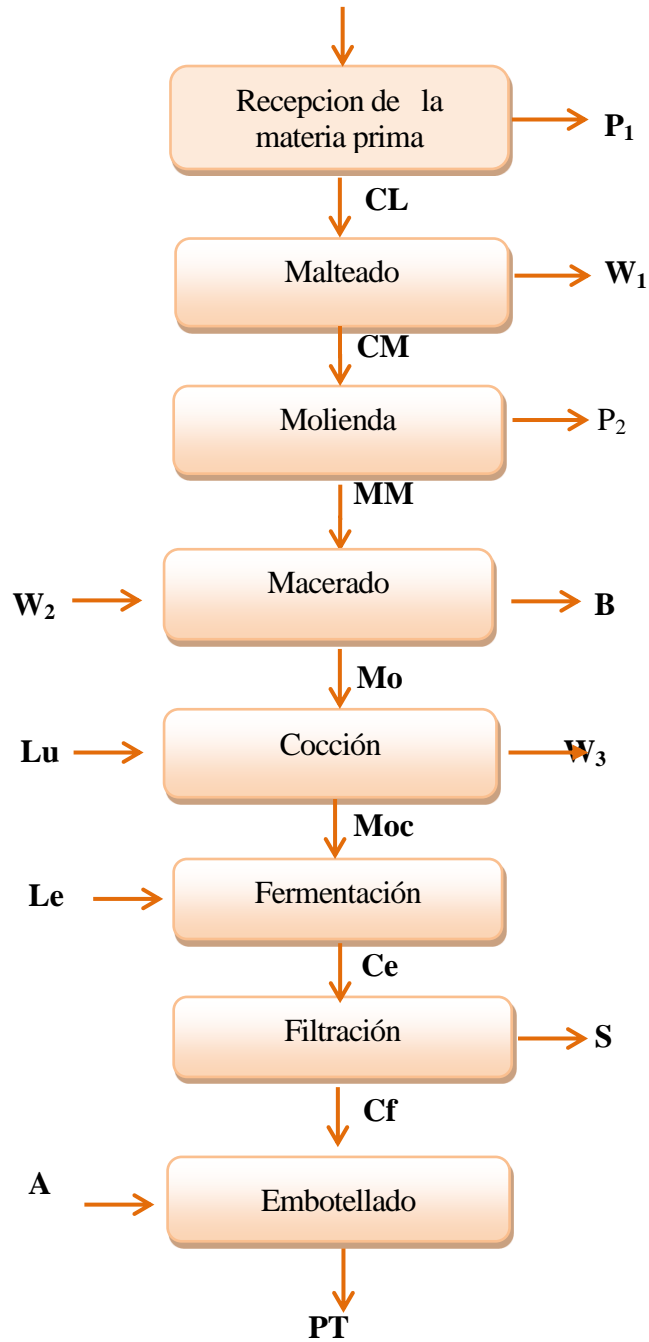 Recepcion de la
materia prima
P₁
CL
Malteado
W₁
CM
Molienda
P₂
MM
Macerado
W₂
B
Mo
Cocción
Lu
W₃
Moc
Fermentación
Le
Ce
Filtración
S
Cf
A
Embotellado
PT